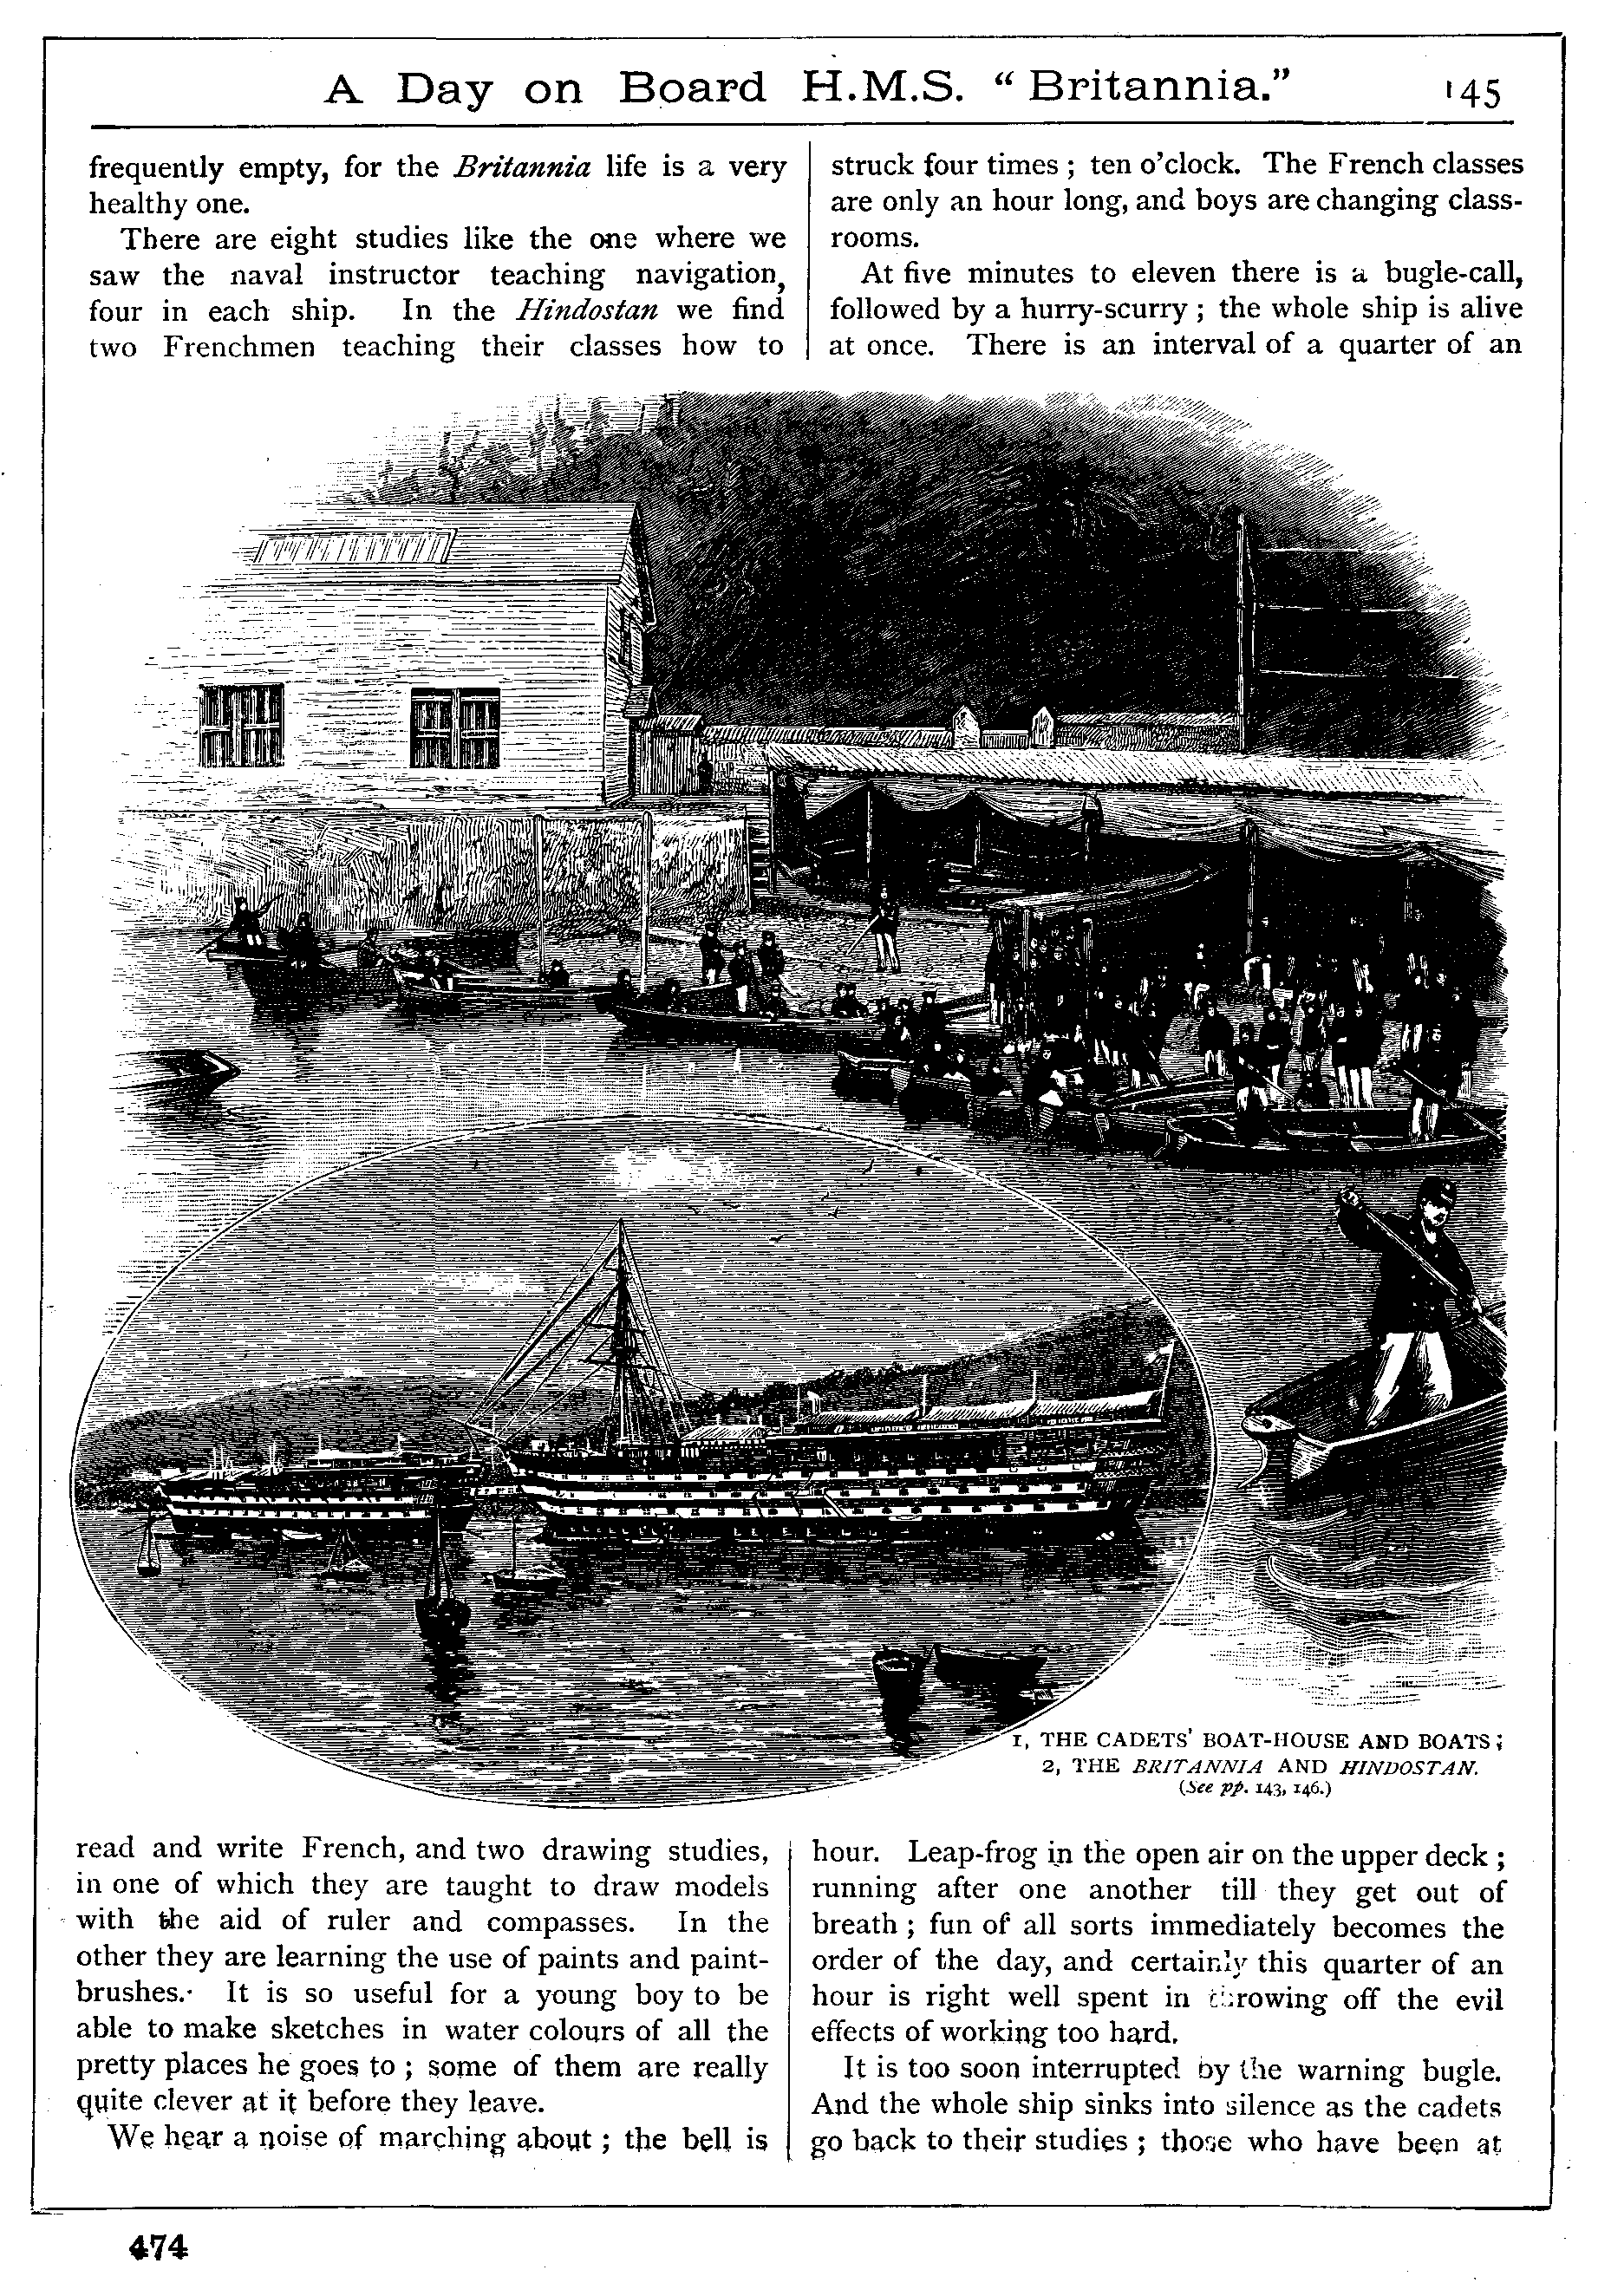 A Day on Board H.M.S. “Britannia.”
145
frequently empty, for the Britannia life is a very
healthy one.
There are eight studies like the one where we
saw the naval instructor teaching navigation,
four in each ship. In the Hindostan we find
two Frenchmen teaching their classes how to
read and write French, and two drawing studies,
in one of which they are taught to draw models
with the aid of ruler and compasses. In the
other they are learning the use of paints and paint-
brushes. It is so useful for a young boy to be
able to make sketches in water colours of all the
pretty places he goes to ; some of them are really
quite clever at it before they leave.
We hear a noise of marching about ; the bell is
struck four times ; ten o’clock. The French classes
are only an hour long, and boys are changing class-
rooms.
At five minutes to eleven there is a bugle-call,
followed by a hurry-scurry ; the whole ship is alive
at once. There is an interval of a quarter of an
hour. Leap-frog in the open air on the upper deck ;
running after one another till they get out of
breath ; fun of all sorts immediately becomes the
order of the day, and certainly this quarter of an
hour is right well spent in throwing off the evil
effects of working too hard.
It is too soon interrupted by the warning bugle.
And the whole ship sinks into silence as the cadets
go back to their studies ; those who have been at
1, THE CADETS’ BOAT-HOUSE AND BOATS ;
2, THE BRITANNIA AND HINDOSTAN.
(See pp. 143, 146.)
474